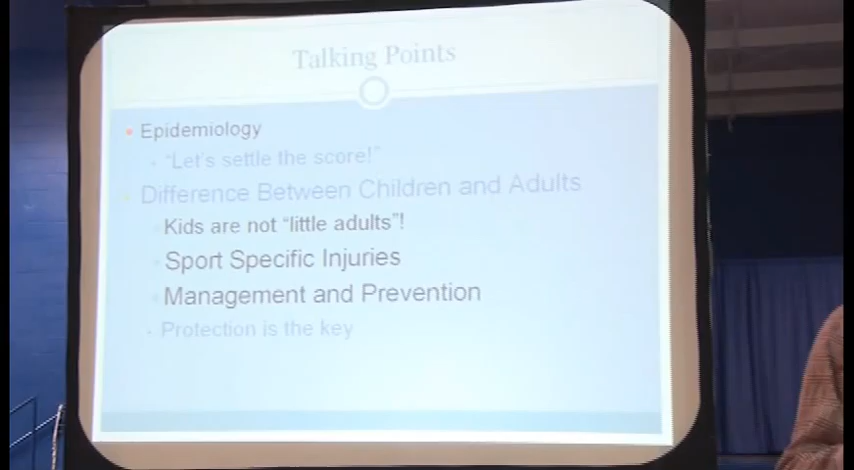 Talking Points
Epidemiology
"Let's settle the score!"
Difference Between Children and Adults
Kids are not "little adults"!
Sport Specific Injuries
Management and Prevention
Protection is the key